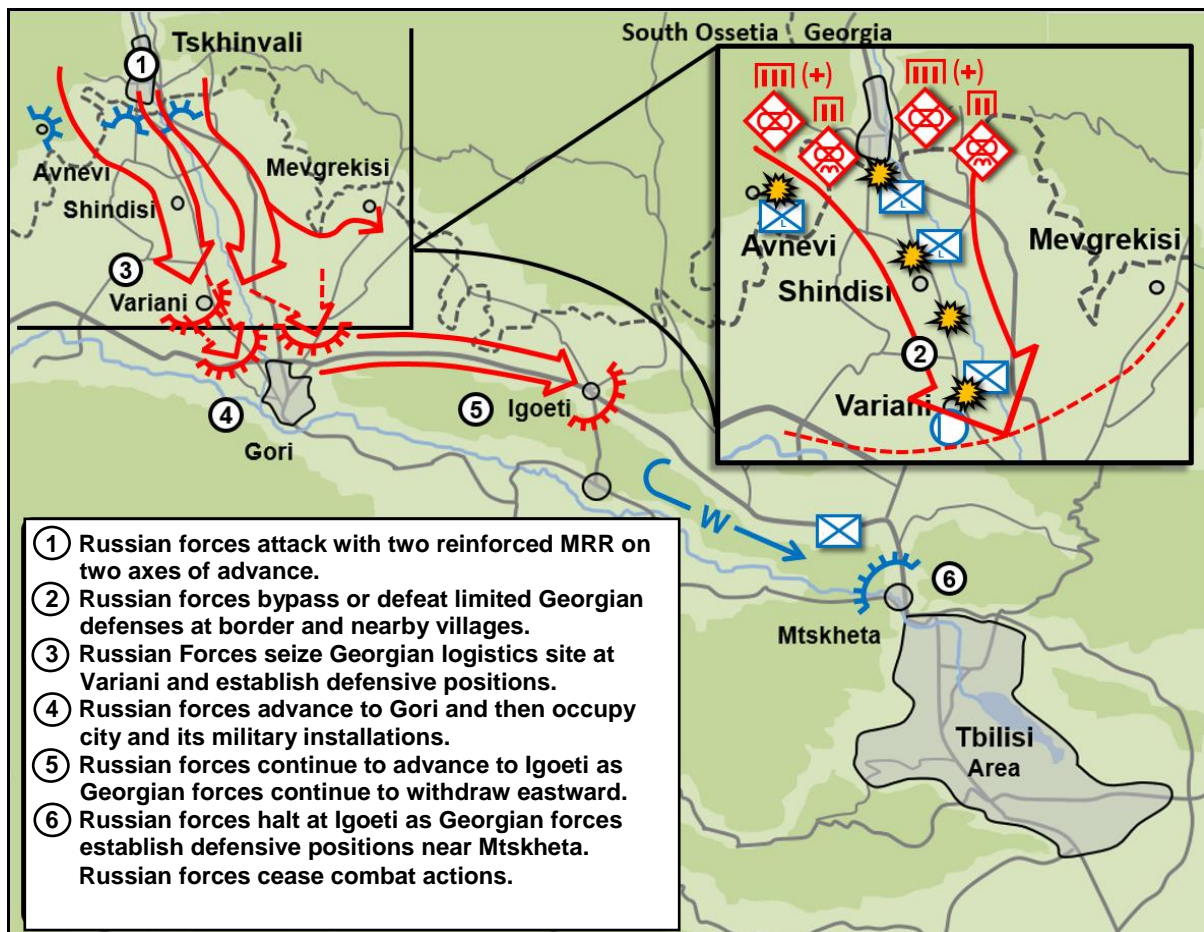 South Ossetia Georgia
Tskhinvali
1
Avnevi
Shindisi
Mevgrekisi
3
Variani
4
Gori
5
Igoeti
(+)
(+)
L
L
L
Avnevi
Shindisi
Mevgrekisi
2
Variani
W
6
Mtskheta
Tbilisi
Area
1 Russian forces attack with two reinforced MRR on
two axes of advance.
2 Russian forces bypass or defeat limited Georgian
defenses at border and nearby villages.
3 Russian Forces seize Georgian logistics site at
Variani and establish defensive positions.
4 Russian forces advance to Gori and then occupy
city and its military installations.
5 Russian forces continue to advance to Igoeti as
Georgian forces continue to withdraw eastward.
6 Russian forces halt at Igoeti as Georgian forces
establish defensive positions near Mtskheta.
Russian forces cease combat actions.